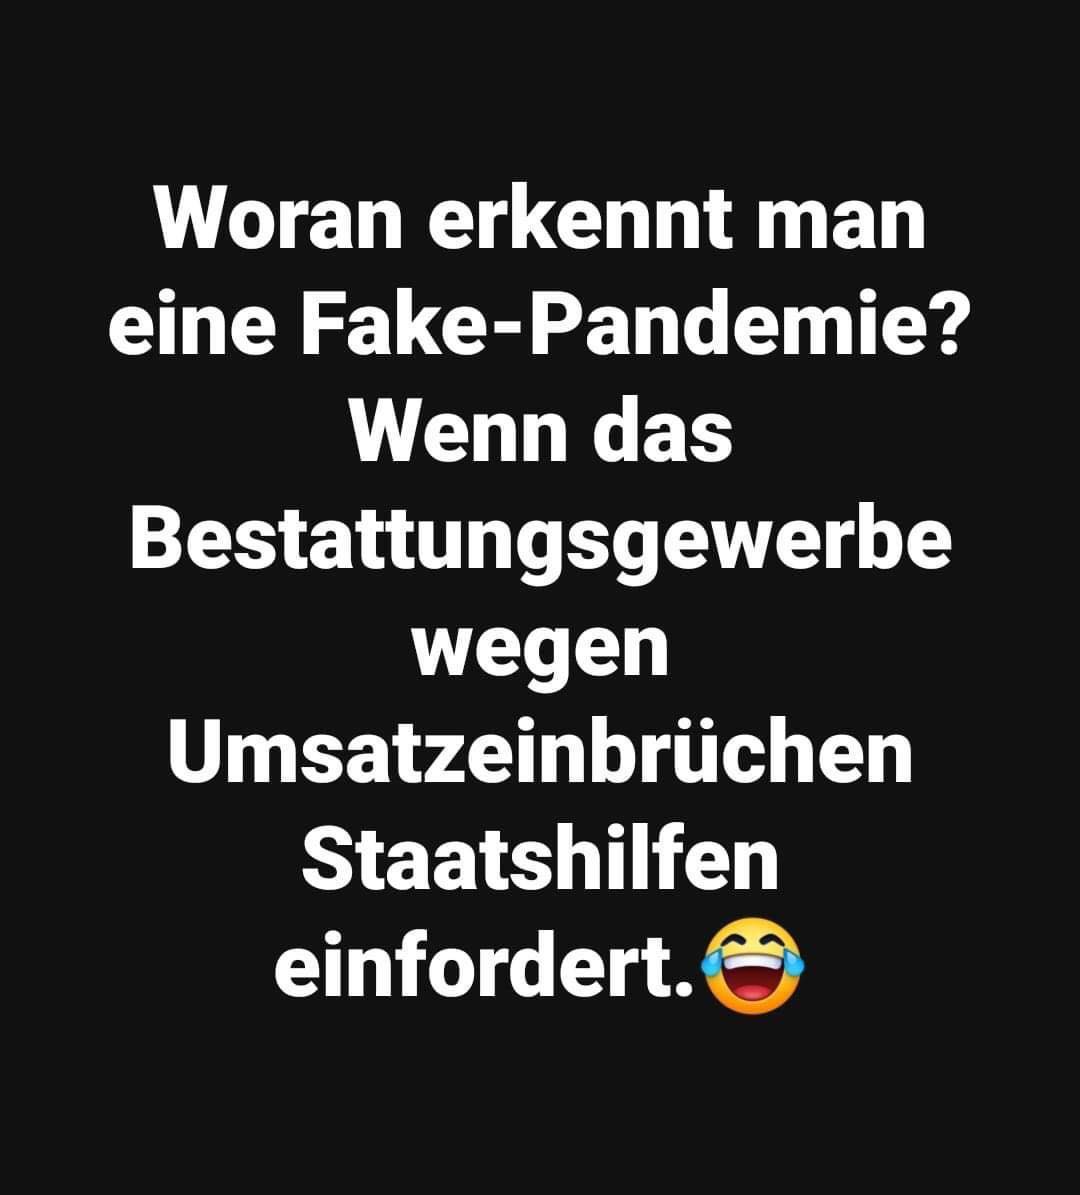 Woran erkennt man
eine Fake-Pandemie?
Wenn das
Bestattungsgewerbe
wegen
Umsatzeinbrüchen
Staatshilfen
einfordert.😂